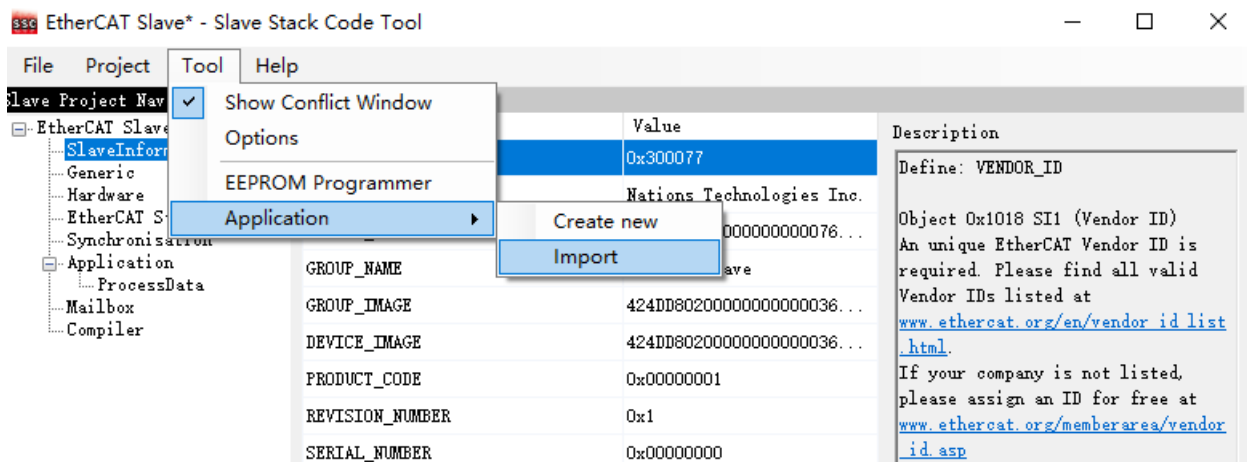 SSC EtherCAT Slave* - Slave Stack Code Tool
File Project Tool Help
Slave Project Nav
Show Conflict Window
Options
EEPROM Programmer
Application
Create new
Import
EtherCAT Slave
SlaveInfor
Generic
Hardware
EtherCAT S
Synchronisation
Application
ProcessData
Mailbox
Compiler
Value
0x300077
Nations Technologies Inc.
000000000076...
GROUP_NAME ave
GROUP_IMAGE 424DD80200000000000036...
DEVICE_IMAGE 424DD80200000000000036...
PRODUCT_CODE 0x00000001
REVISION_NUMBER 0x1
SERIAL_NUMBER 0x00000000
Description
Define: VENDOR_ID
Object 0x1018 SI1 (Vendor ID)
An unique EtherCAT Vendor ID is
required. Please find all valid
Vendor IDs listed at
www.ethercat.org/en/vendor_id_list
.html.
If your company is not listed,
please assign an ID for free at
www.ethercat.org/memberarea/vendor
_id.asp